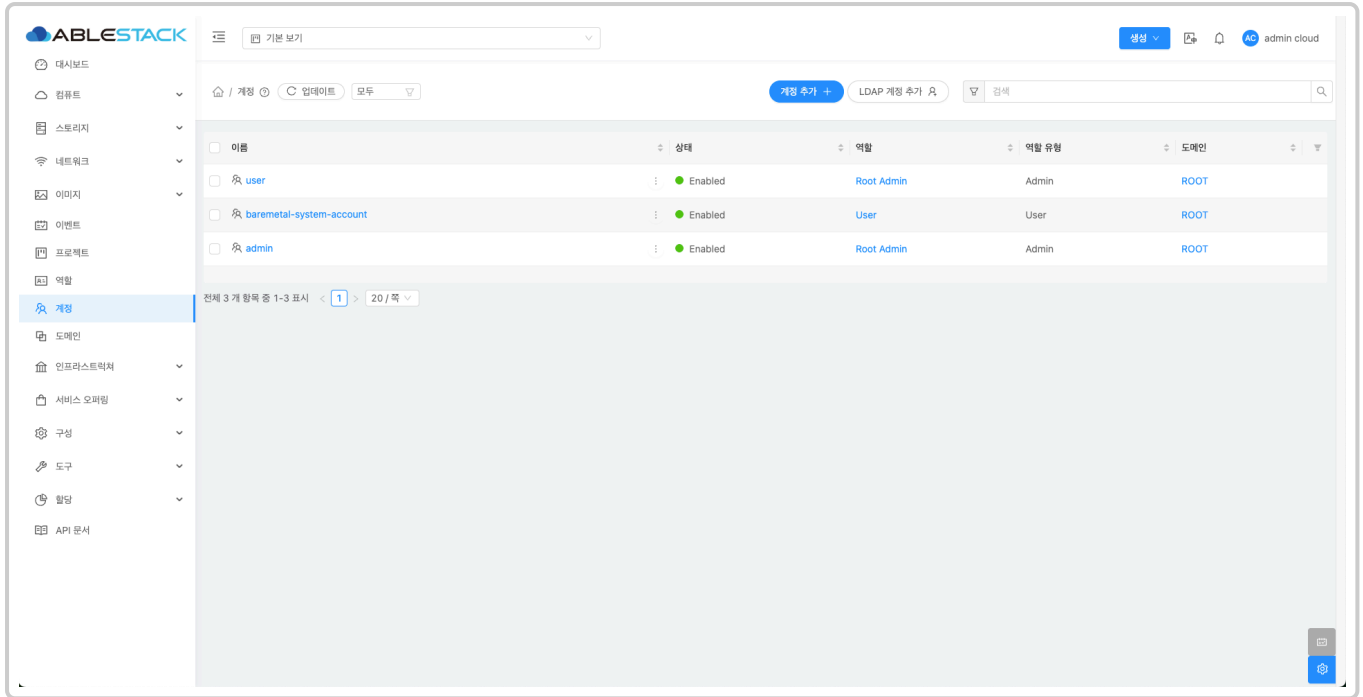 ABLESTACK
기본 보기
생성
admin cloud
AC
대시보드
컴퓨트
스토리지
네트워크
이미지
이벤트
프로젝트
역할
계정
도메인
인프라스트럭쳐
서비스 오퍼링
구성
도구
할당
API 문서
/ 계정 업데이트 모두
계정 추가 + LDAP 계정 추가 검색
이름 상태 역할 역할 유형 도메인
user Enabled Root Admin Admin ROOT
baremetal-system-account Enabled User User ROOT
admin Enabled Root Admin Admin ROOT
전체 3 개 항목 중 1-3 표시 < 1 > 20 / 쪽